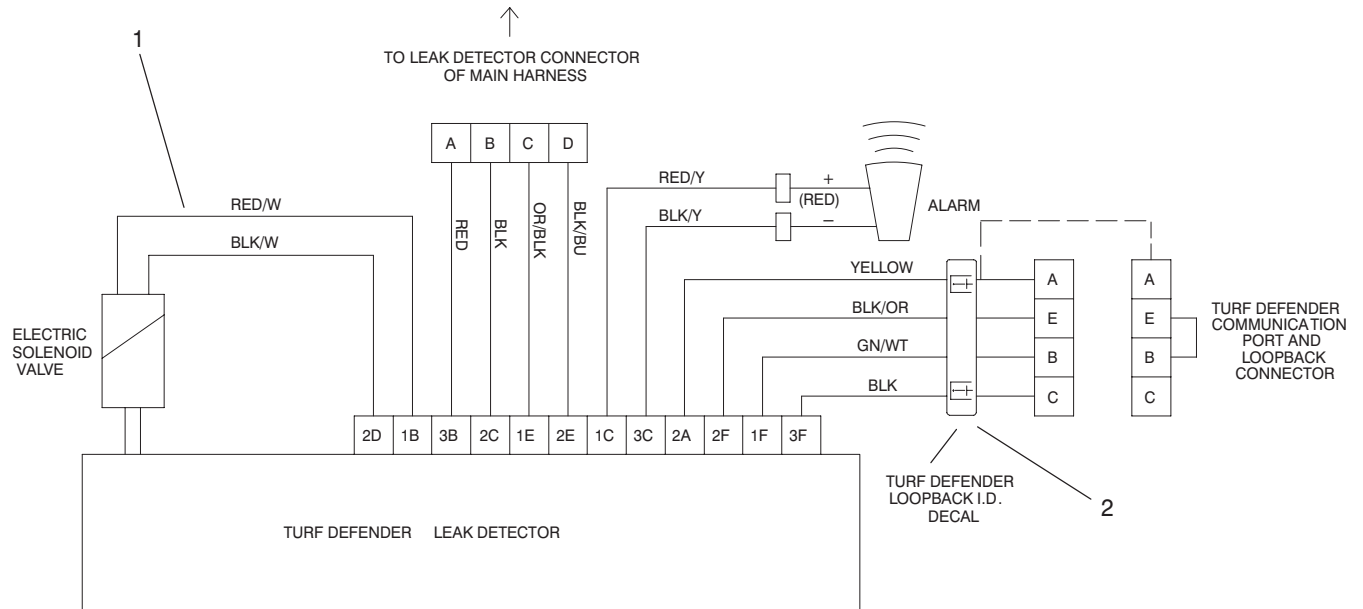 1
TO LEAK DETECTOR CONNECTOR
OF MAIN HARNESS
A B C D
RED/W
BLK/W
RED
BLK
OR/BLK
BLK/BU
RED/Y
BLK/Y
+
(RED)
−
ALARM
YELLOW
BLK/OR
GN/WT
BLK
A
E
B
C
A
E
B
C
TURF DEFENDER
COMMUNICATION
PORT AND
LOOPBACK
CONNECTOR
ELECTRIC
SOLENOID
VALVE
2D 1B 3B 2C 1E 2E 1C 3C 2A 2F 1F 3F
TURF DEFENDER
LOOPBACK I.D.
DECAL
2
TURF DEFENDER LEAK DETECTOR